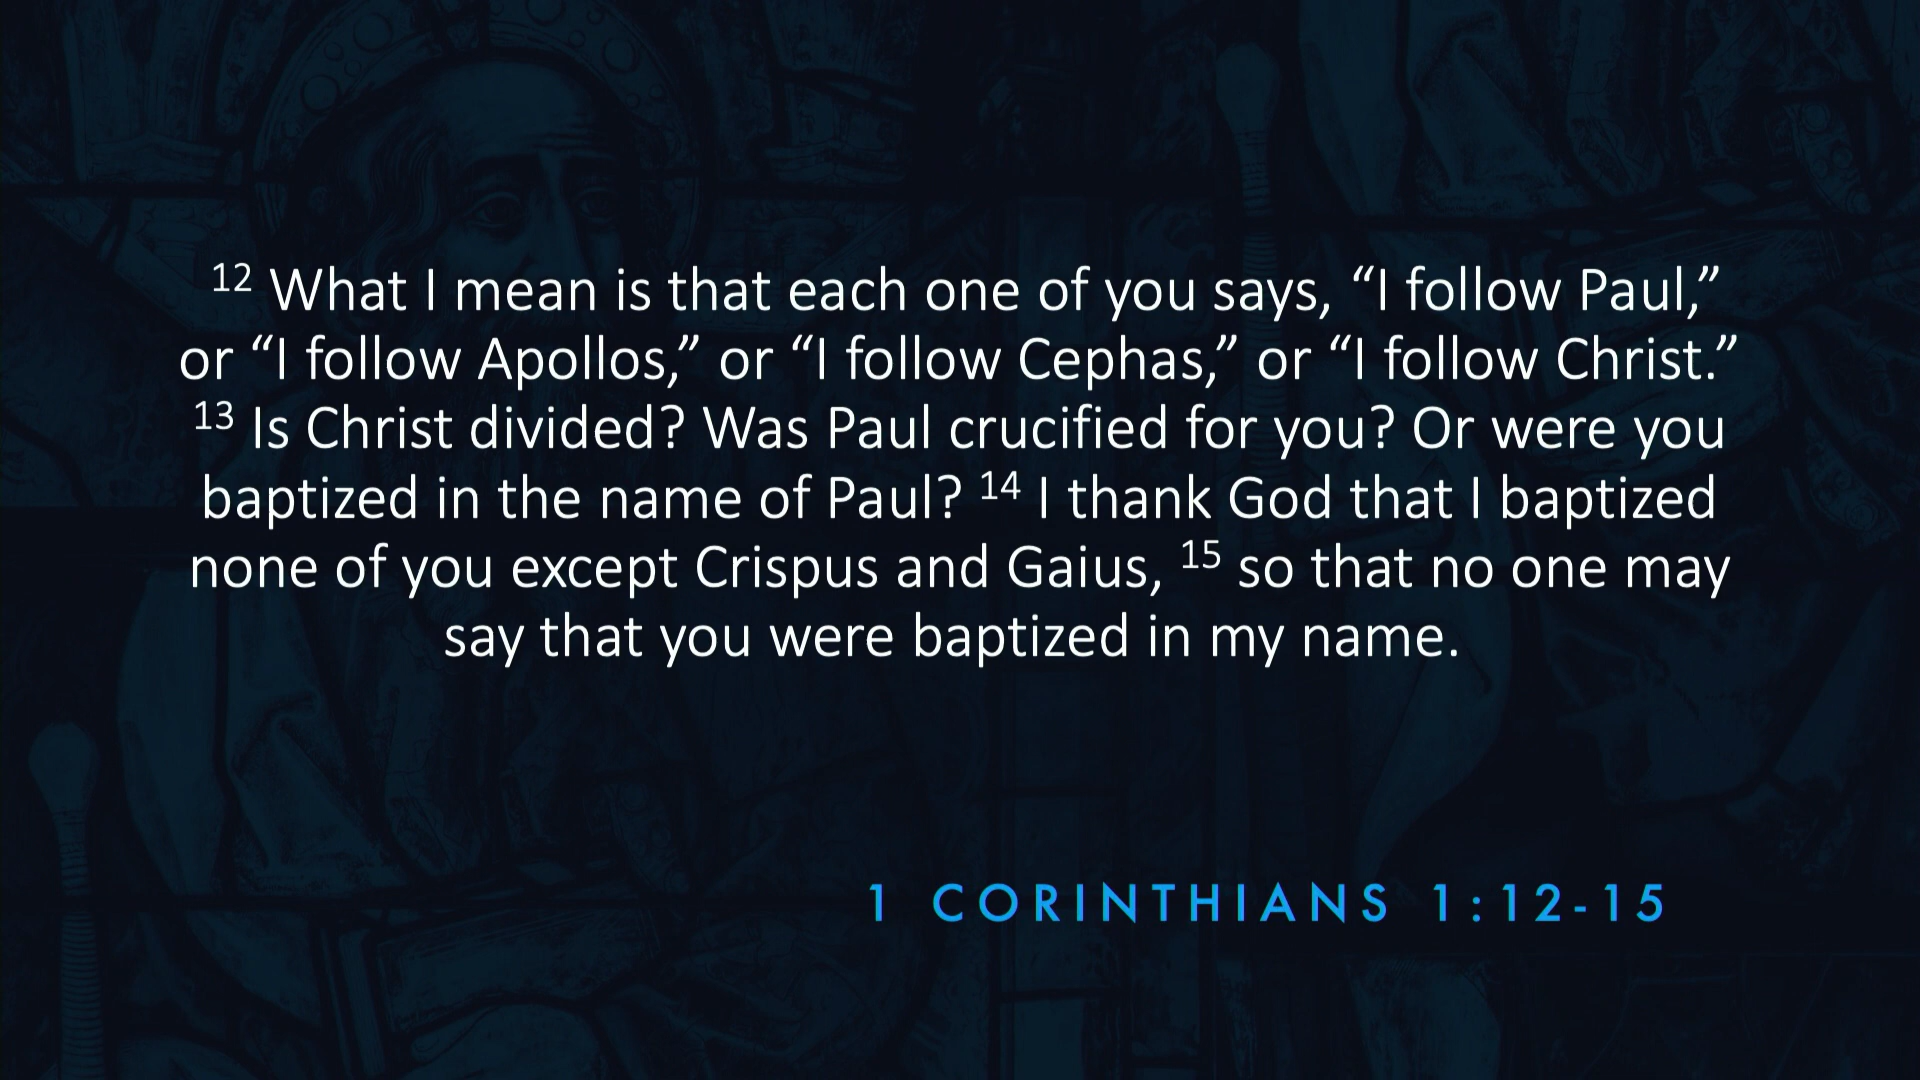 12 What I mean is that each one of you says, “I follow Paul,”
or “I follow Apollos,” or “I follow Cephas,” or “I follow Christ.”
13 Is Christ divided? Was Paul crucified for you? Or were you
baptized in the name of Paul? 14 I thank God that I baptized
none of you except Crispus and Gaius, 15 so that no one may
say that you were baptized in my name.
1 CORINTHIANS 1:12-15